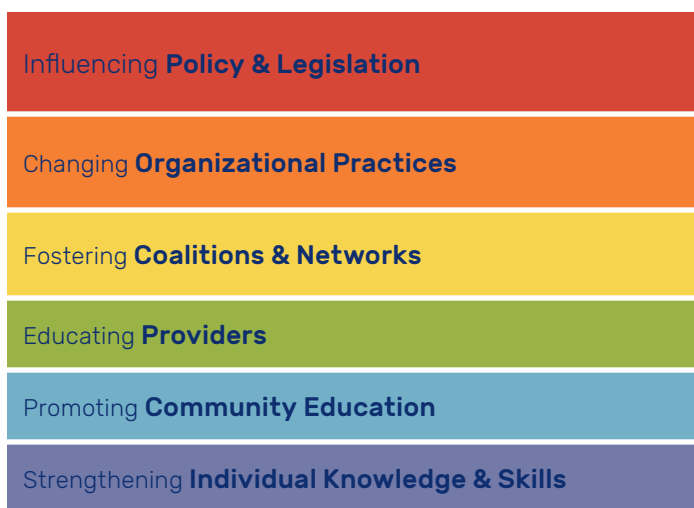 Influencing Policy & Legislation
Changing Organizational Practices
Fostering Coalitions & Networks
Educating Providers
Promoting Community Education
Strengthening Individual Knowledge & Skills